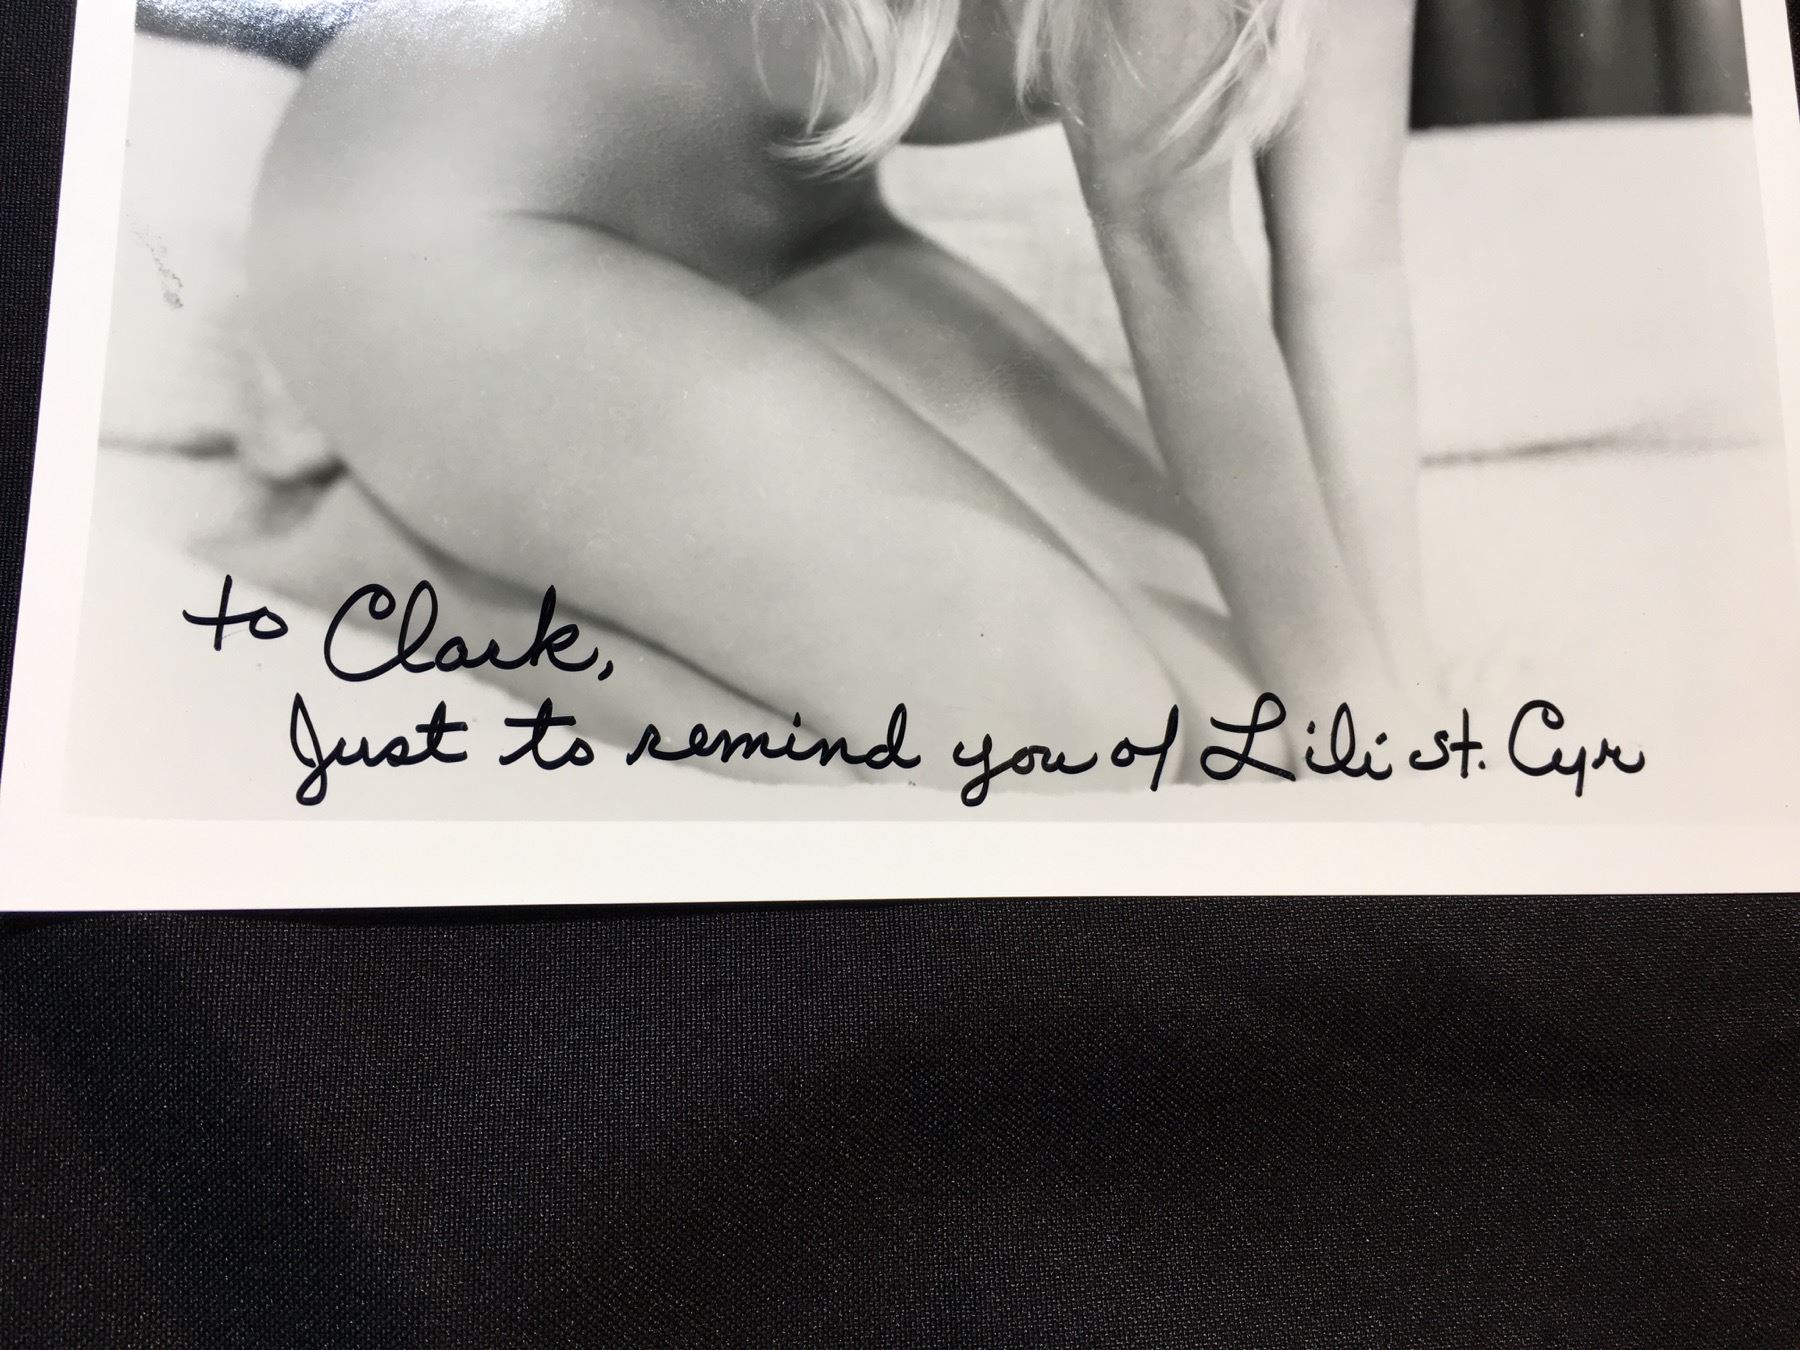 to Clark,
Just to remind you of Lili St. Cyr